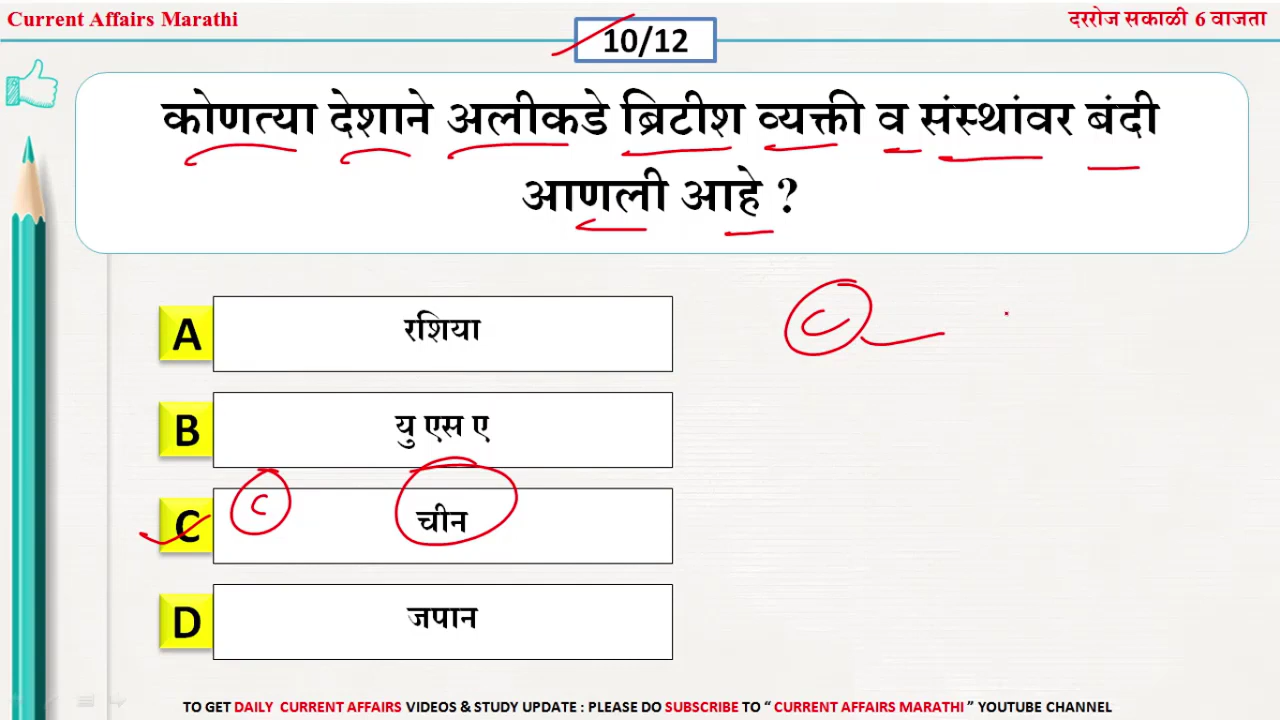 Current Affairs Marathi
दररोज सकाळी 6 वाजता
10/12
कोणत्या देशाने अलीकडे ब्रिटीश व्यक्ती व संस्थांवर बंदी
आणली आहे ?
A रशिया
B यु एस ए
C C चीन
D जपान
C
TO GET DAILY CURRENT AFFAIRS VIDEOS & STUDY UPDATE : PLEASE DO SUBSCRIBE TO “ CURRENT AFFAIRS MARATHI ” YOUTUBE CHANNEL